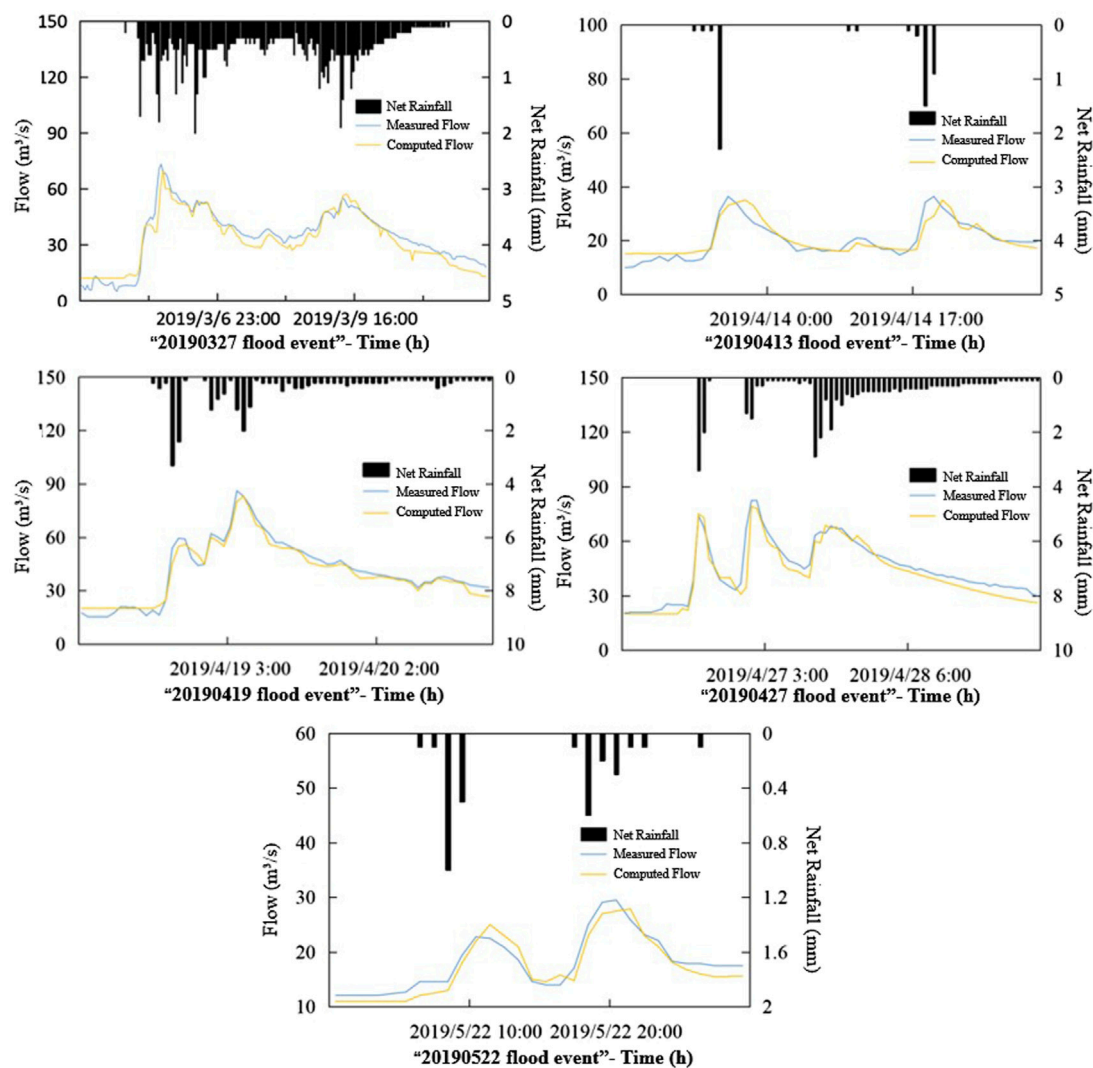 150
120
90
60
30
0
Flow (m³/s)
0
1
2
3
4
5
Net Rainfall (mm)
Net Rainfall
Measured Flow
Computed Flow
2019/3/6 23:00 2019/3/9 16:00
“20190327 flood event”- Time (h)
100
80
60
40
20
0
Flow (m³/s)
0
1
2
3
4
5
Net Rainfall (mm)
Net Rainfall
Measured Flow
Computed Flow
2019/4/14 0:00 2019/4/14 17:00
“20190413 flood event”- Time (h)
150
120
90
60
30
0
Flow (m³/s)
0
2
4
6
8
10
Net Rainfall (mm)
Net Rainfall
Measured Flow
Computed Flow
2019/4/19 3:00 2019/4/20 2:00
“20190419 flood event”- Time (h)
150
120
90
60
30
0
Flow (m³/s)
0
2
4
6
8
10
Net Rainfall (mm)
Net Rainfall
Measured Flow
Computed Flow
2019/4/27 3:00 2019/4/28 6:00
“20190427 flood event”- Time (h)
60
50
40
30
20
10
Flow (m³/s)
0
0.4
0.8
1.2
1.6
2
Net Rainfall (mm)
Net Rainfall
Measured Flow
Computed Flow
2019/5/22 10:00 2019/5/22 20:00
“20190522 flood event”- Time (h)